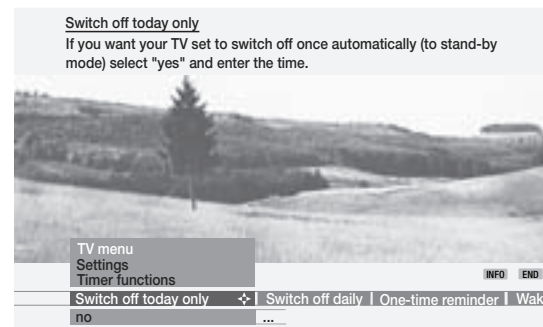 Switch off today only
If you want your TV set to switch off once automatically (to stand-by
mode) select "yes" and enter the time.
TV menu
Settings
Timer functions
INFO END
Switch off today only | Switch off daily | One-time reminder | Wak
no ...